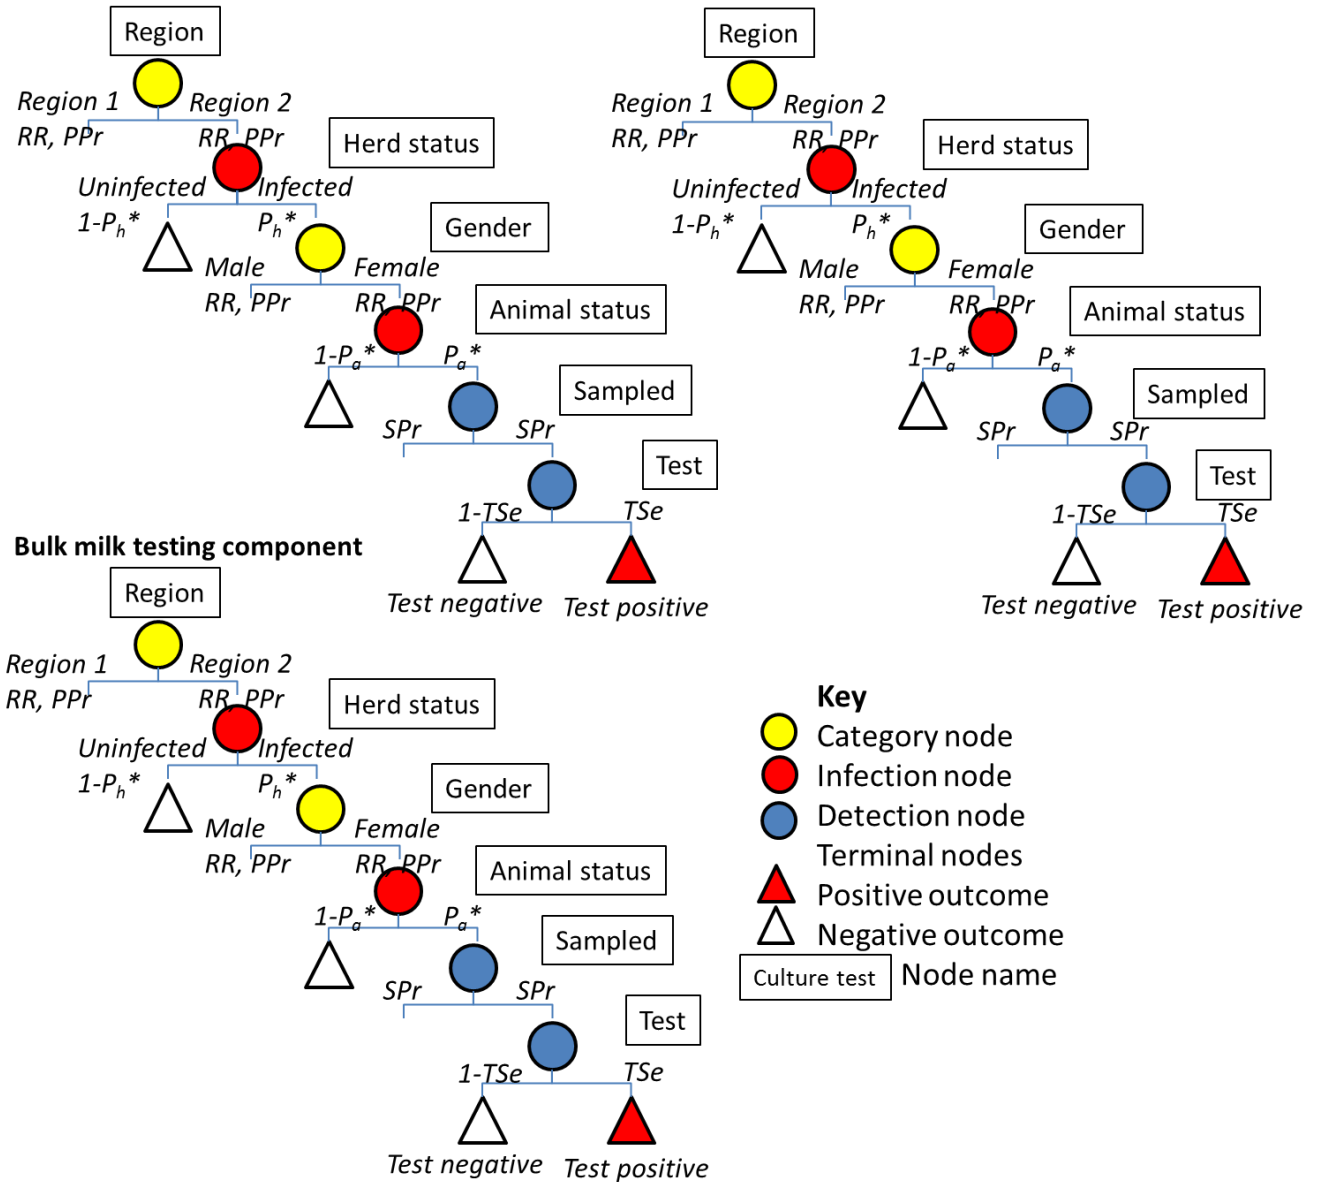 Region
Region 1
Region 2
RR, PPr
RR, PPr
Herd status
Uninfected
Infected
1-Ph*
Ph*
Gender
Male
Female
RR, PPr
RR, PPr
Animal status
1-Pa*
Pa*
Sampled
SPr
SPr
Test
1-TSe
TSe
Test negative
Test positive
Region
Region 1
Region 2
RR, PPr
RR, PPr
Herd status
Uninfected
Infected
1-Ph*
Ph*
Gender
Male
Female
RR, PPr
RR, PPr
Animal status
1-Pa*
Pa*
Sampled
SPr
SPr
Test
1-TSe
TSe
Test negative
Test positive
Bulk milk testing component
Region
Region 1
Region 2
RR, PPr
RR, PPr
Herd status
Uninfected
Infected
1-Ph*
Ph*
Gender
Male
Female
RR, PPr
RR, PPr
Animal status
1-Pa*
Pa*
Sampled
SPr
SPr
Test
1-TSe
TSe
Test negative
Test positive
Key
Category node
Infection node
Detection node
Terminal nodes
Positive outcome
Negative outcome
Culture test Node name